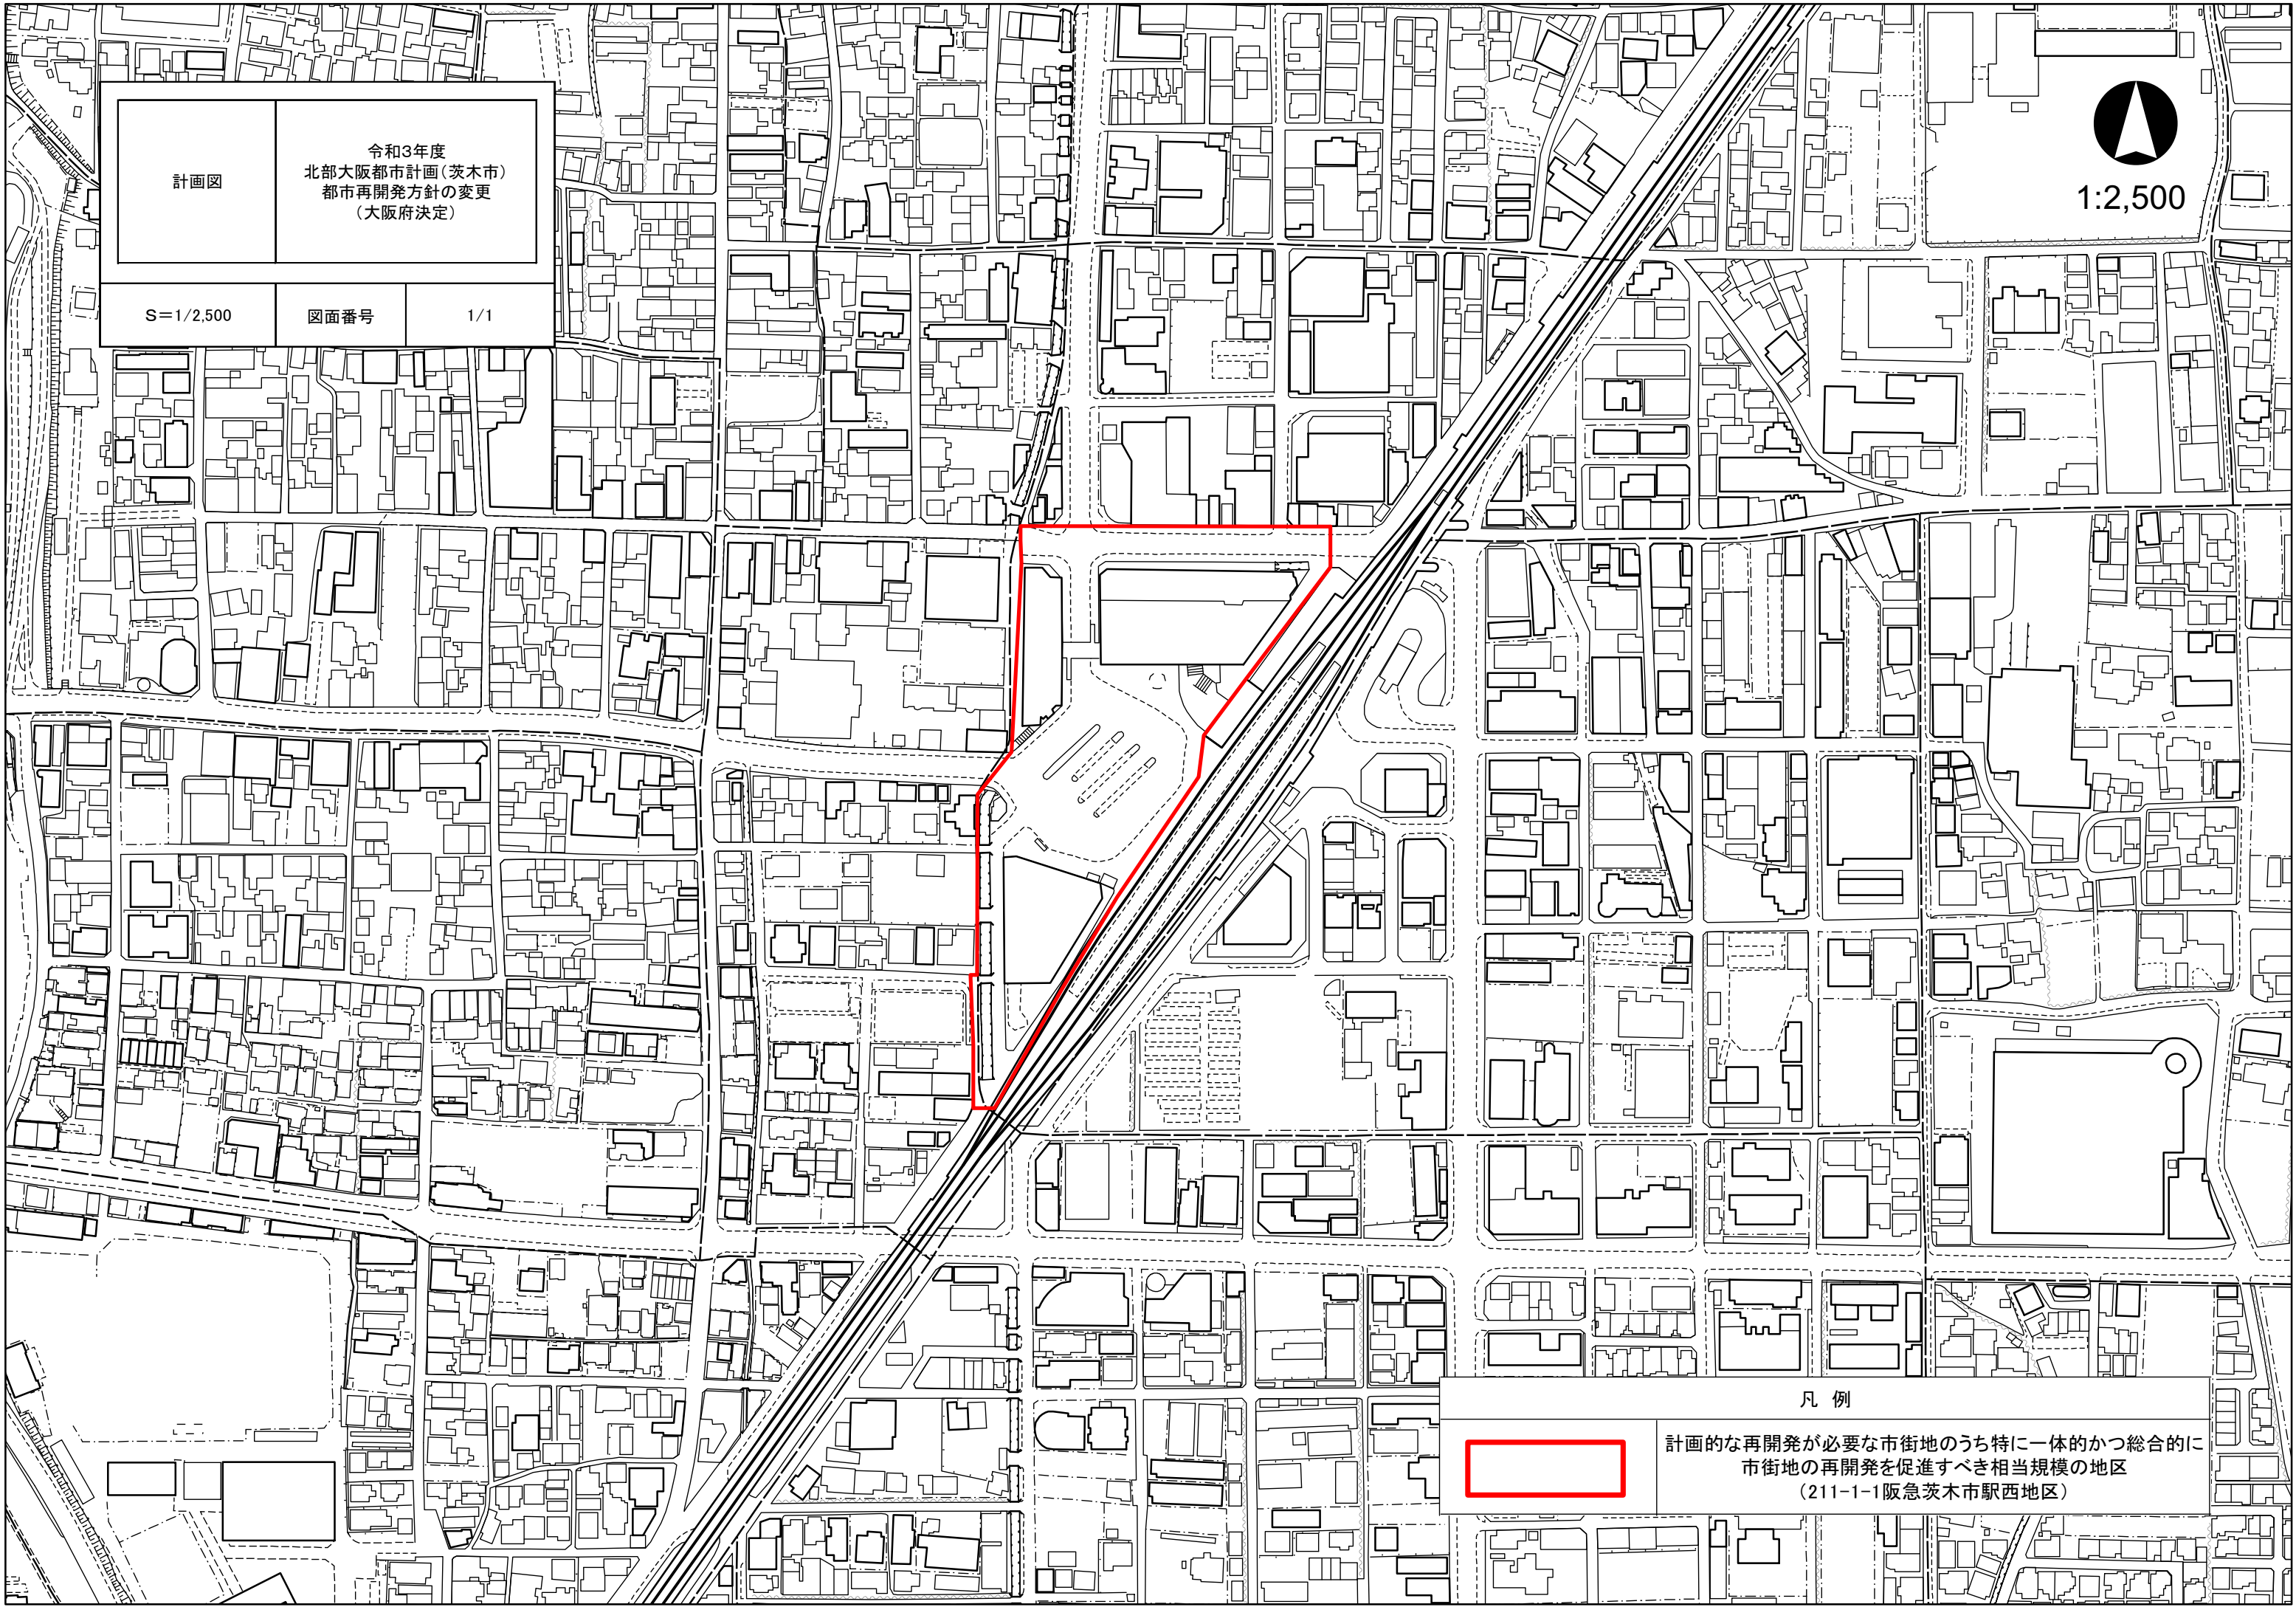 計画図
令和3年度
北部大阪都市計画（茨木市）
都市再開発方針の変更
（大阪府決定）
S＝1/2,500
図面番号
1/1
1:2,500
凡 例
計画的な再開発が必要な市街地のうち特に一体的かつ総合的に
市街地の再開発を促進すべき相当規模の地区
（211-1-1阪急茨木市駅西地区）